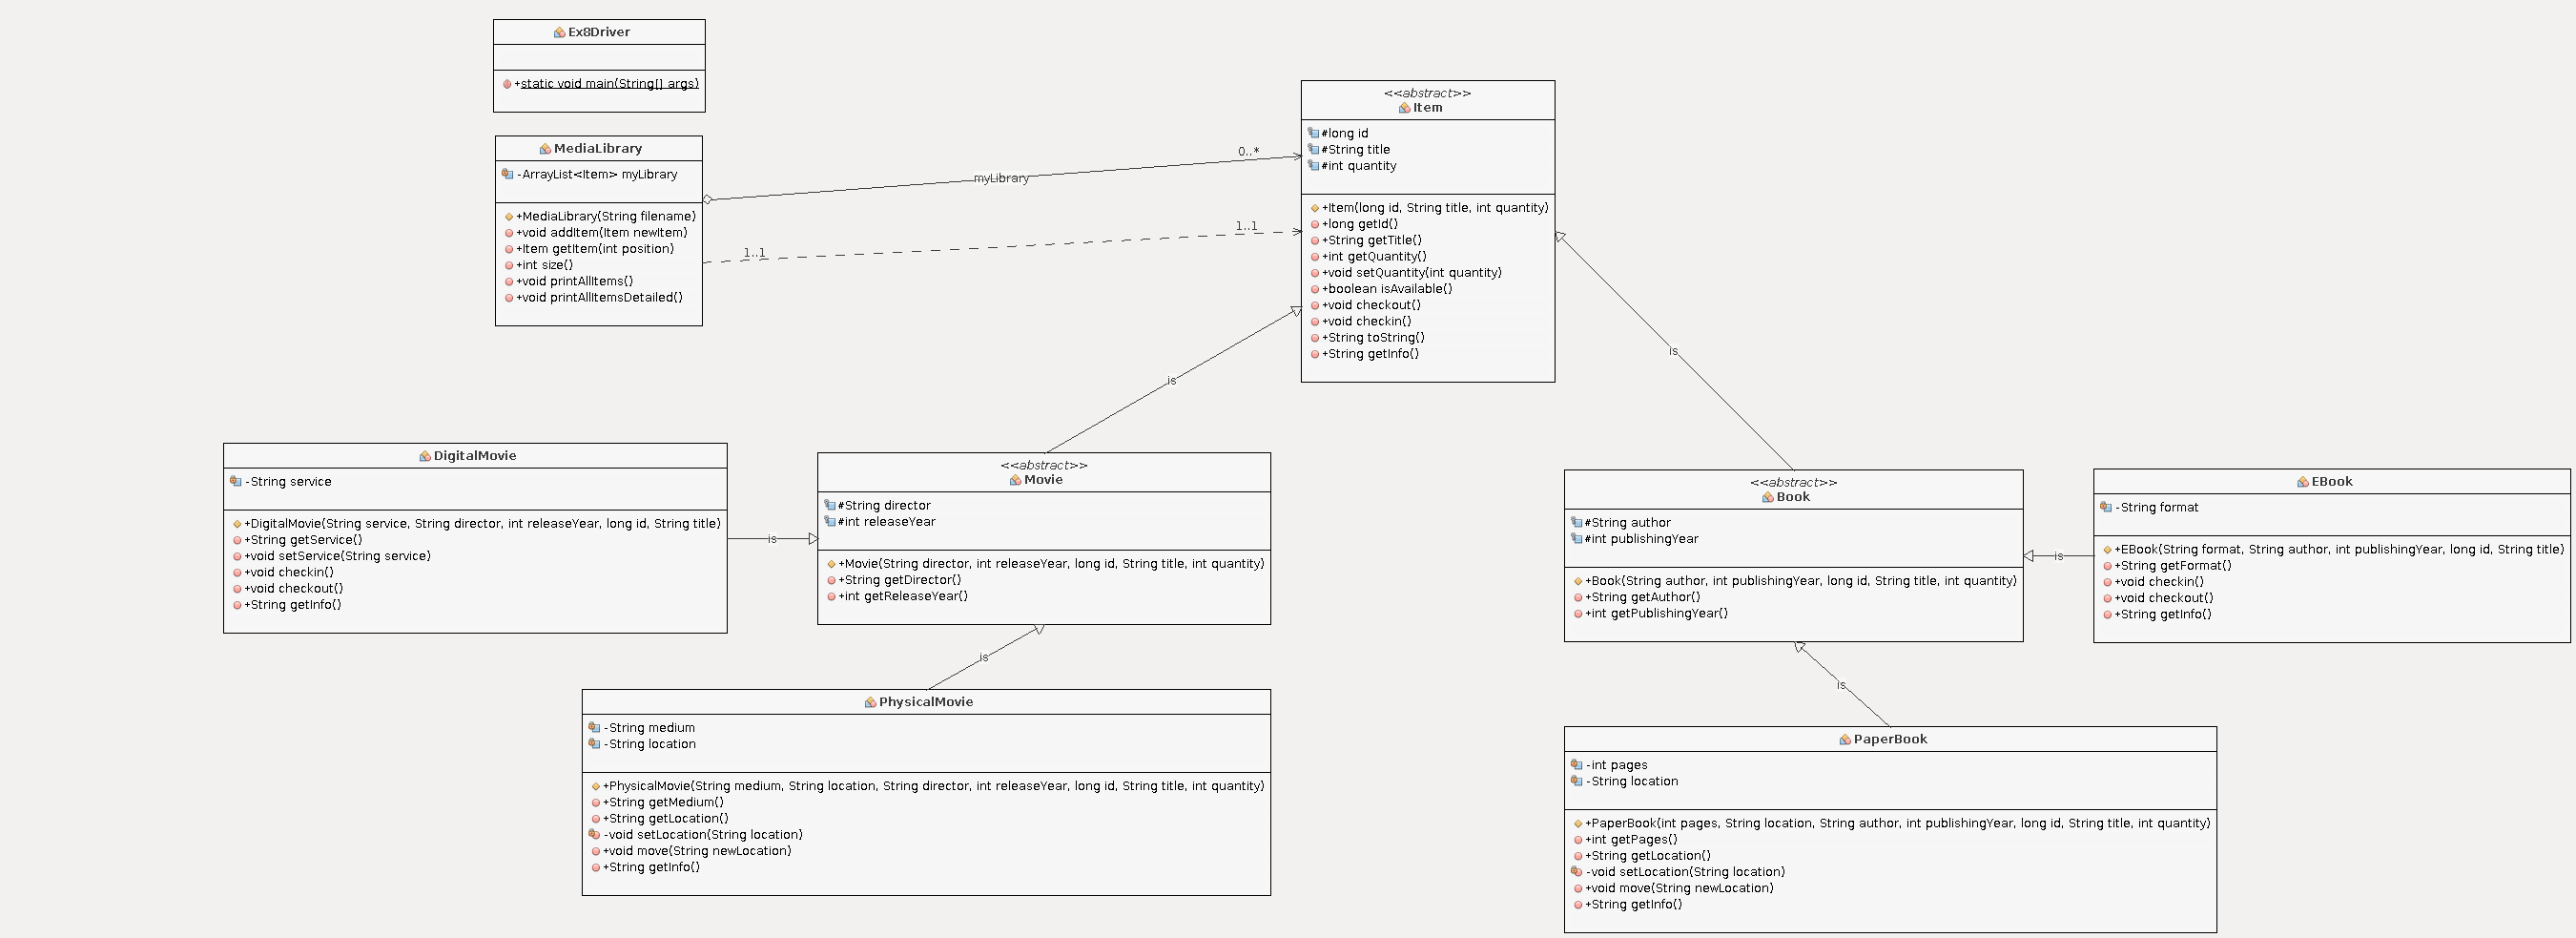 Ex8Driver
+static void main(String[] args)
MediaLibrary
-ArrayList<Item> myLibrary
+MediaLibrary(String filename)
+void addItem(Item newItem)
+Item getItem(int position)
+int size()
+void printAllItems()
+void printAllItemsDetailed()
0..*
myLibrary
1..1
1..1
<<abstract>>
Item
#long id
#String title
#int quantity
+Item(long id, String title, int quantity)
+long getId()
+String getTitle()
+int getQuantity()
+void setQuantity(int quantity)
+boolean isAvailable()
+void checkout()
+void checkin()
+String toString()
+String getInfo()
is
is
DigitalMovie
-String service
+DigitalMovie(String service, String director, int releaseYear, long id, String title)
+String getService()
+void setService(String service)
+void checkin()
+void checkout()
+String getInfo()
is
<<abstract>>
Movie
#String director
#int releaseYear
+Movie(String director, int releaseYear, long id, String title, int quantity)
+String getDirector()
+int getReleaseYear()
<<abstract>>
Book
#String author
#int publishingYear
+Book(String author, int publishingYear, long id, String title, int quantity)
+String getAuthor()
+int getPublishingYear()
is
EBook
-String format
+EBook(String format, String author, int publishingYear, long id, String title)
+String getFormat()
+void checkin()
+void checkout()
+String getInfo()
is
PhysicalMovie
-String medium
-String location
+PhysicalMovie(String medium, String location, String director, int releaseYear, long id, String title, int quantity)
+String getMedium()
+String getLocation()
-void setLocation(String location)
+void move(String newLocation)
+String getInfo()
is
PaperBook
-int pages
-String location
+PaperBook(int pages, String location, String author, int publishingYear, long id, String title, int quantity)
+int getPages()
+String getLocation()
-void setLocation(String location)
+void move(String newLocation)
+String getInfo()